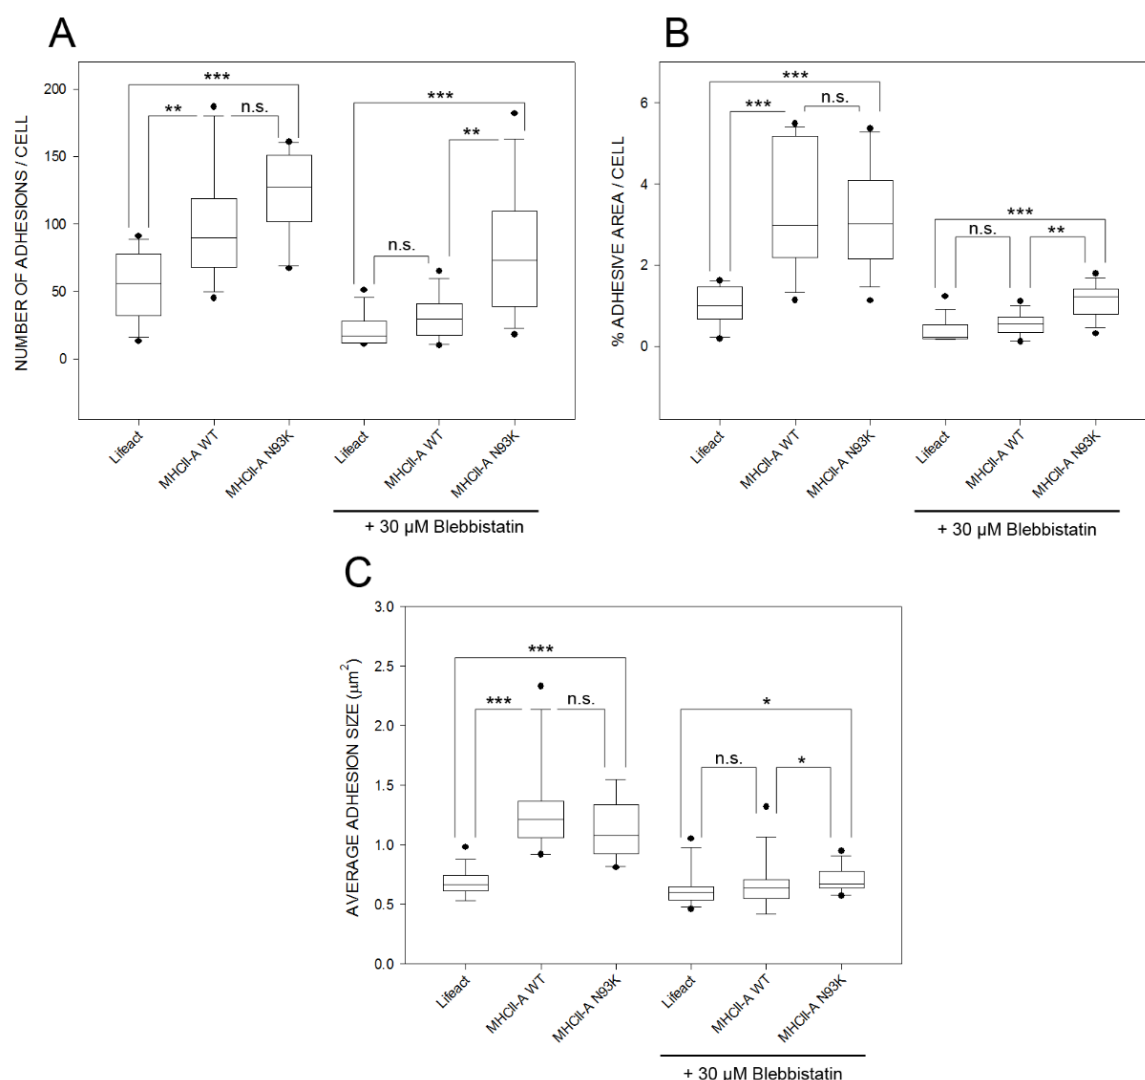 A
NUMBER OF ADHESIONS / CELL
200
150
100
50
0
***
**
n.s.
***
**
n.s.
Lifeact
MHCII-A WT
MHCII-A N93K
Lifeact
MHCII-A WT
MHCII-A N93K
+ 30 µM Blebbistatin
B
% ADHESIVE AREA / CELL
6
4
2
0
***
***
n.s.
***
n.s.
**
Lifeact
MHCII-A WT
MHCII-A N93K
Lifeact
MHCII-A WT
MHCII-A N93K
+ 30 µM Blebbistatin
C
AVERAGE ADHESION SIZE (µm²)
3.0
2.5
2.0
1.5
1.0
0.5
0.0
***
***
n.s.
*
n.s.
*
Lifeact
MHCII-A WT
MHCII-A N93K
Lifeact
MHCII-A WT
MHCII-A N93K
+ 30 µM Blebbistatin